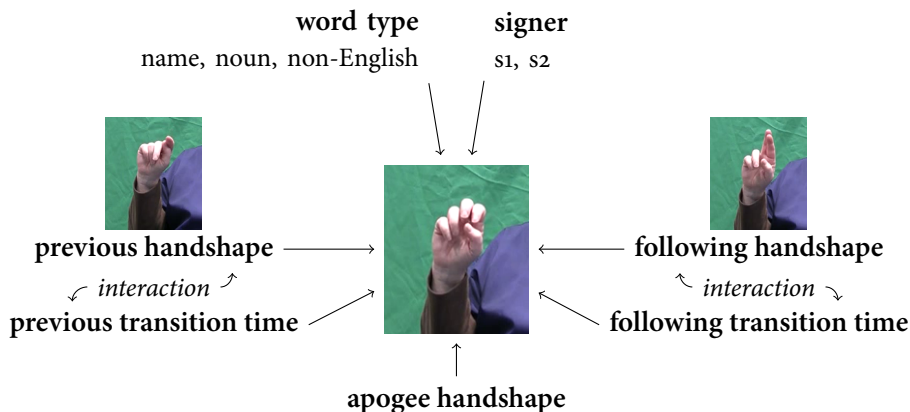 word type
name, noun, non-English
signer
s1, s2
previous handshape
interaction
previous transition time
following handshape
interaction
following transition time
apogee handshape